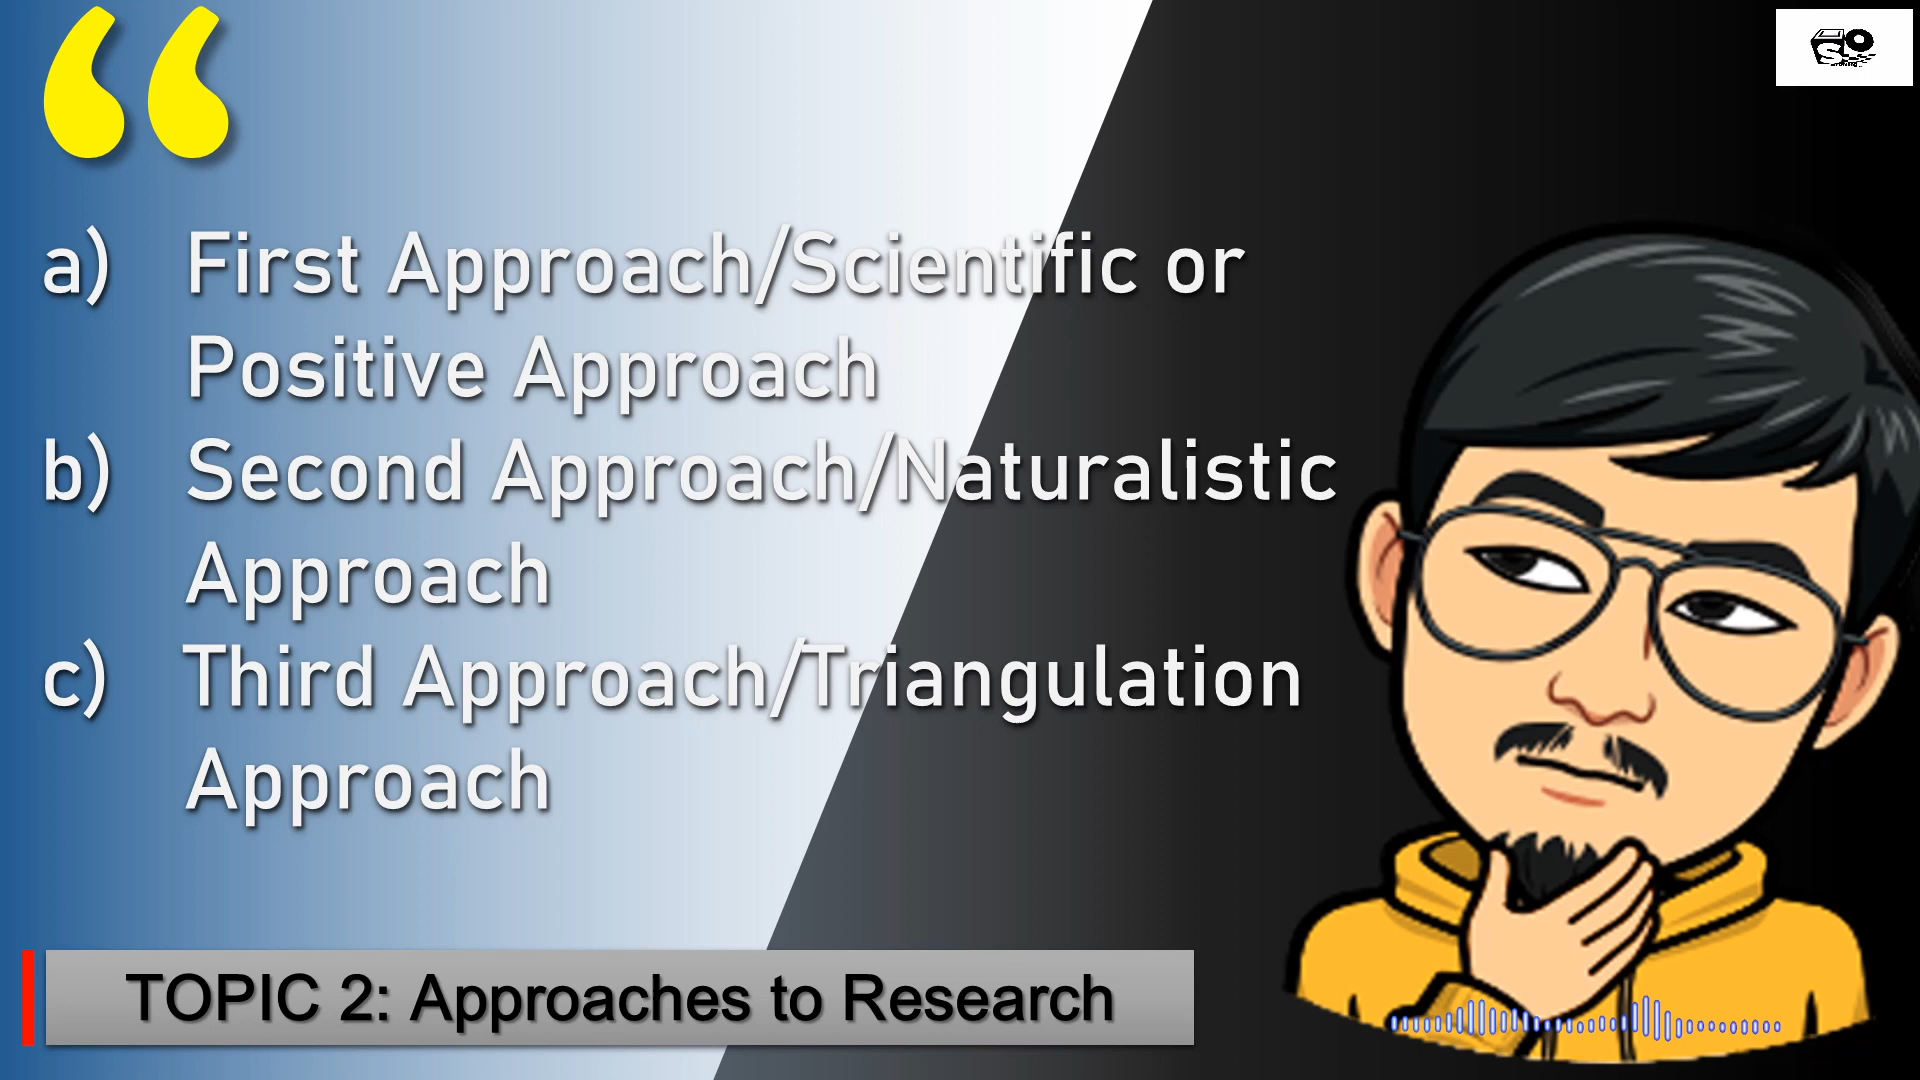 a) First Approach/Scientific or
Positive Approach
b) Second Approach/Naturalistic
Approach
c) Third Approach/Triangulation
Approach
TOPIC 2: Approaches to Research